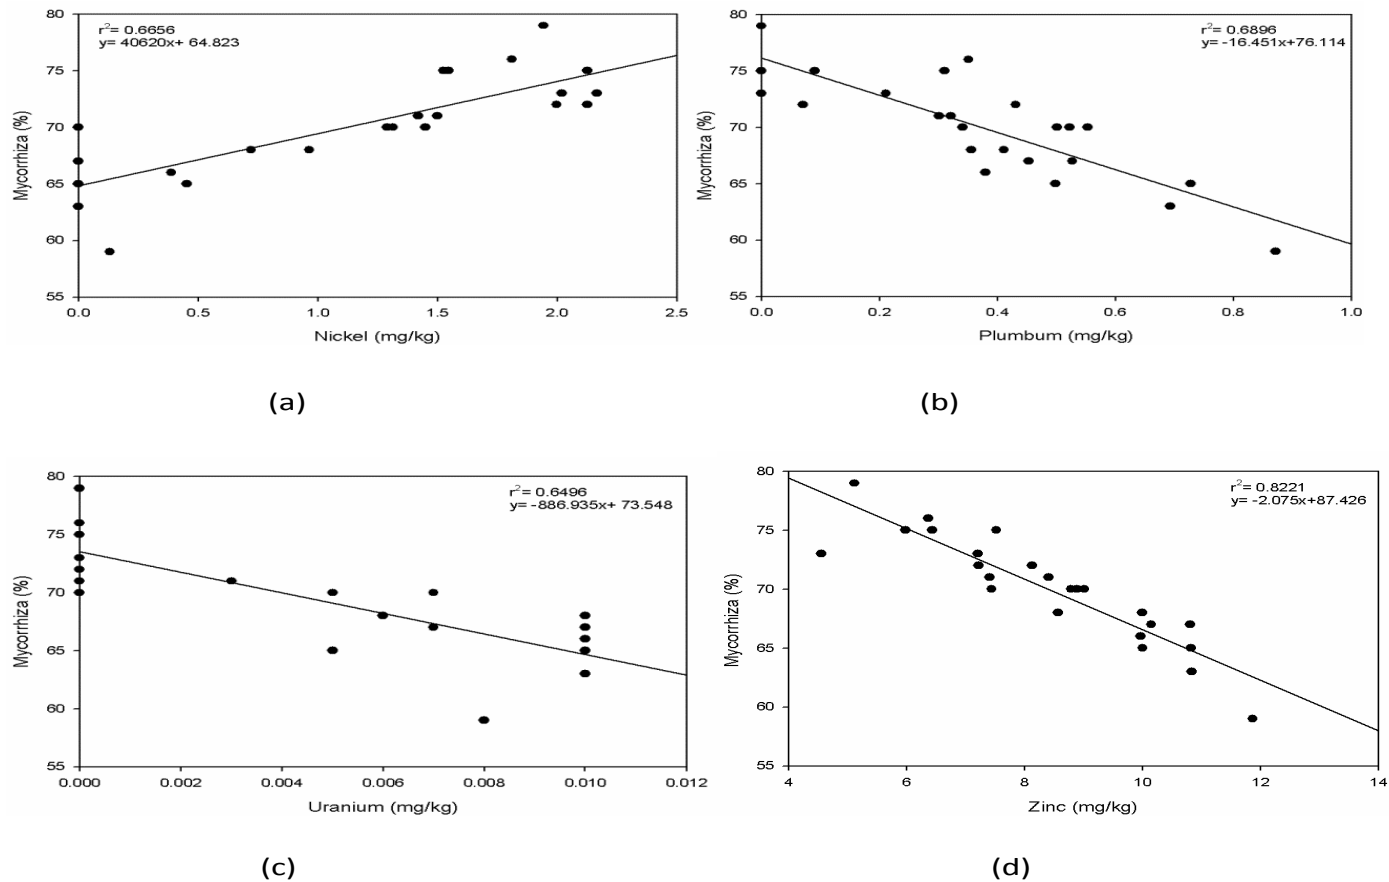 80
75
70
65
60
55
r2= 0.6656
y= 40620x+ 64.823
Mycorrhiza (%)
0.0 0.5 1.0 1.5 2.0 2.5
Nickel (mg/kg)
(a)
80
75
70
65
60
55
r2= 0.6896
y= -16.451x+76.114
Mycorrhiza (%)
0.0 0.2 0.4 0.6 0.8 1.0
Plumbum (mg/kg)
(b)
80
75
70
65
60
55
r2= 0.6496
y= -886.935x+ 73.548
Mycorrhiza (%)
0.000 0.002 0.004 0.006 0.008 0.010 0.012
Uranium (mg/kg)
(c)
80
75
70
65
60
55
r2= 0.8221
y= -2.075x+87.426
Mycorrhiza (%)
4 6 8 10 12 14
Zinc (mg/kg)
(d)